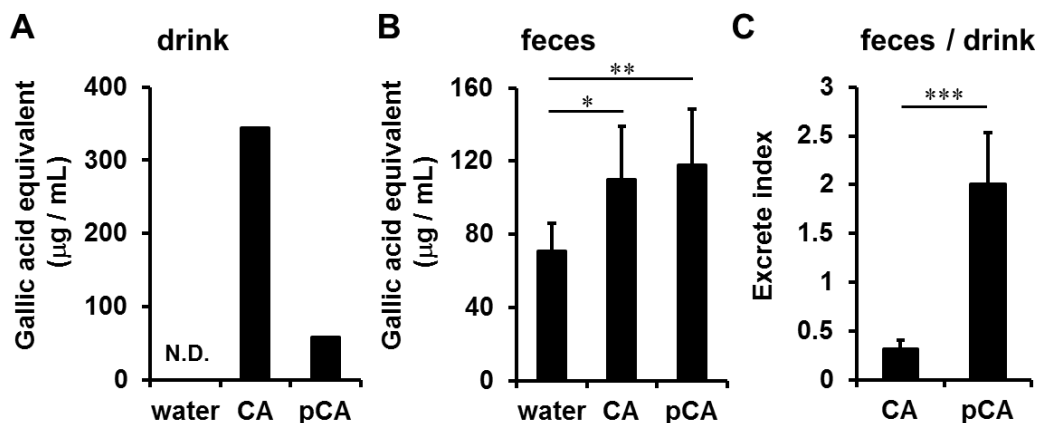 A
drink
Gallic acid equivalent
(μg / mL)
400
300
200
100
0
N.D.
water CA pCA
B
feces
Gallic acid equivalent
(μg / mL)
160
120
80
40
0
*
**
water CA pCA
C
feces / drink
Excrete index
3
2.5
2
1.5
1
0.5
0
***
CA pCA